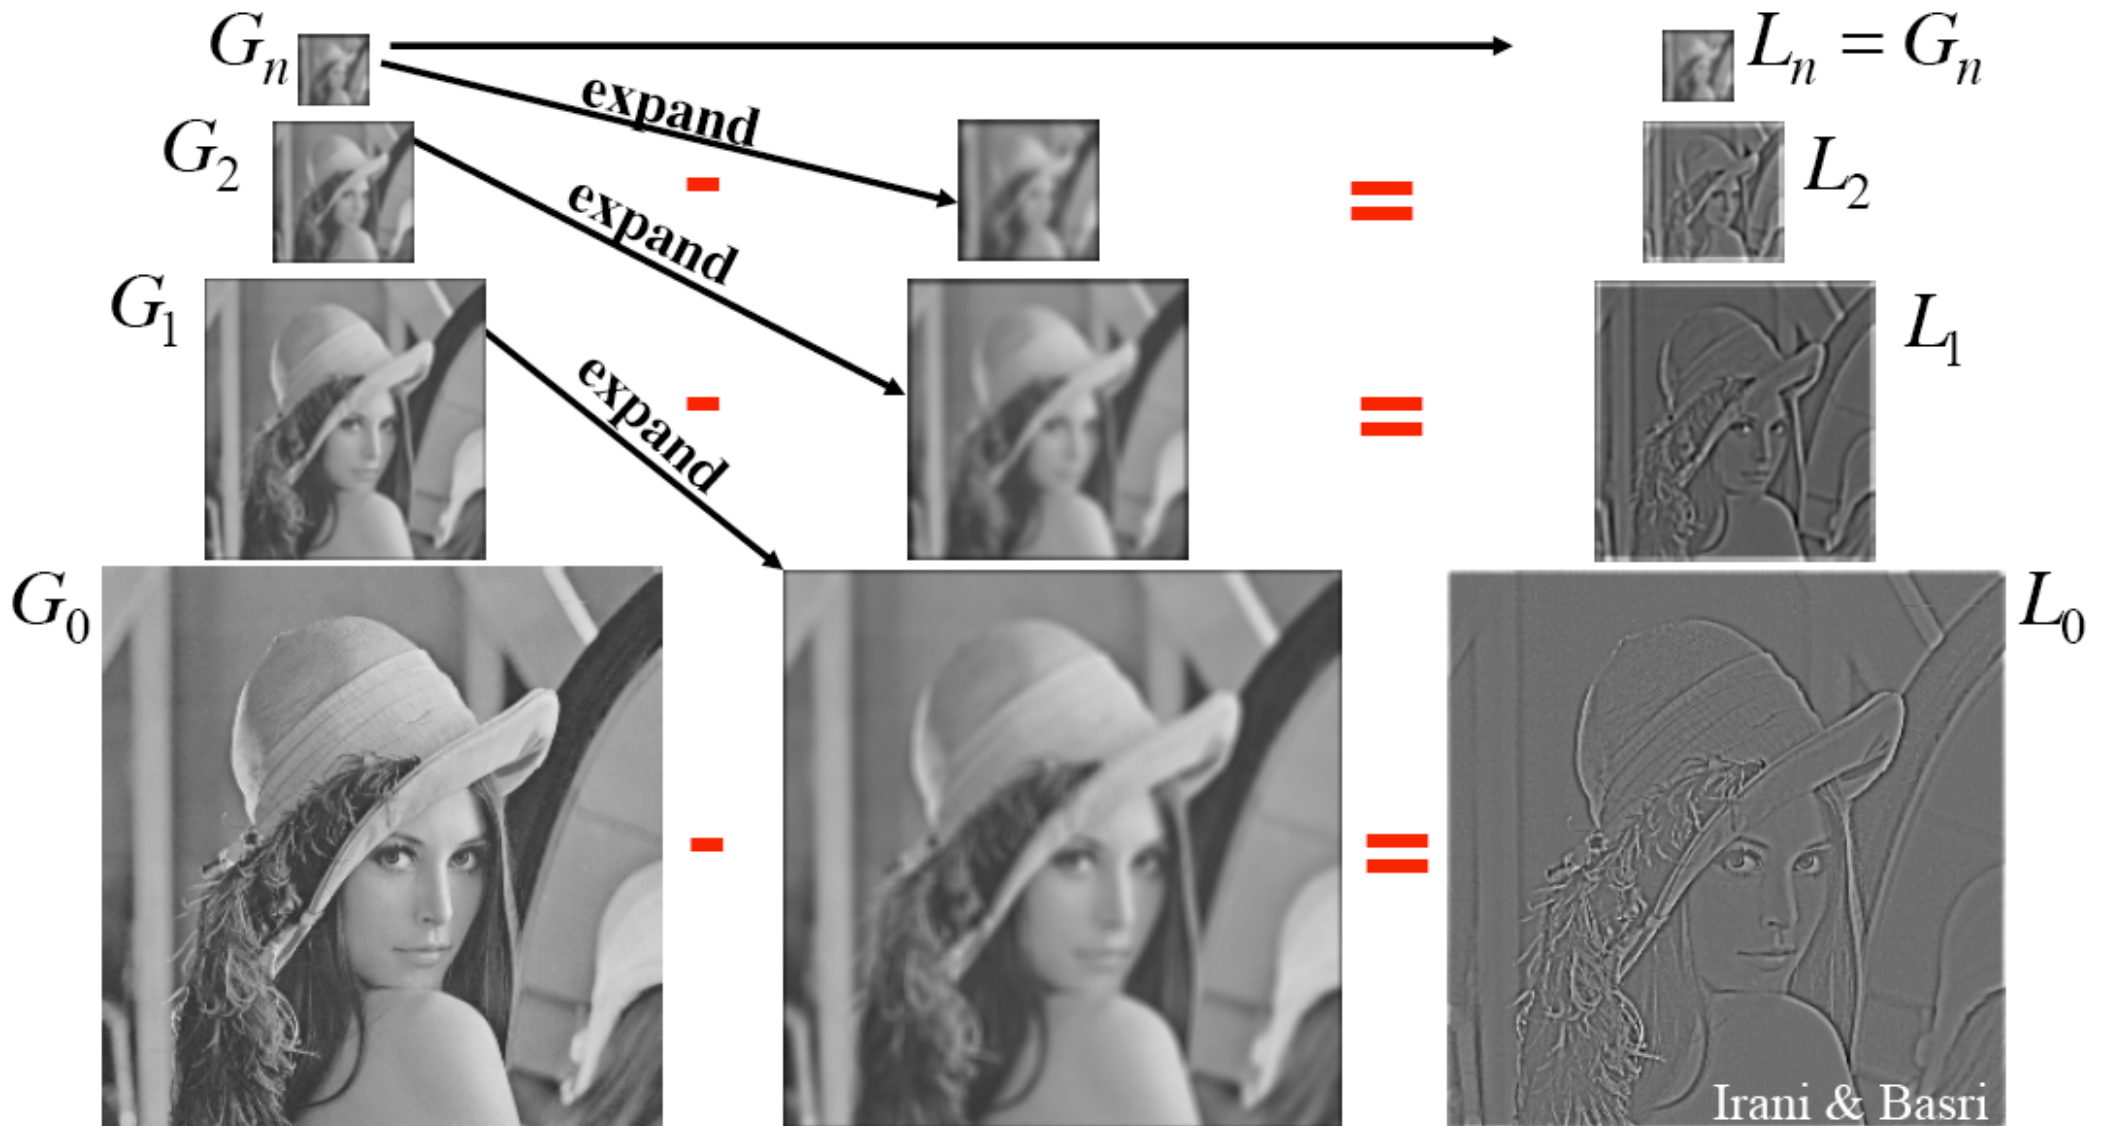 Gₙ
Lₙ = Gₙ
expand
G₂
-
=
L₂
expand
G₁
-
=
L₁
expand
G₀
-
=
L₀
Irani & Basri